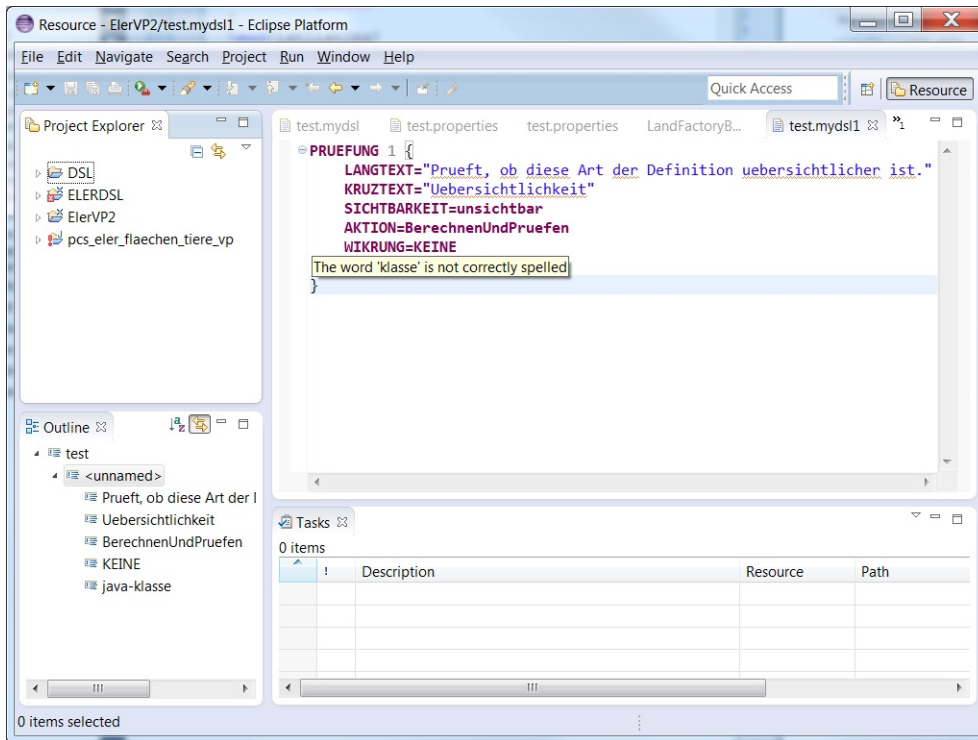 Resource - ElerVP2/test.mydsl1 - Eclipse Platform
File Edit Navigate Search Project Run Window Help
Quick Access
Resource
Project Explorer
DSL
ELERDSL
ElerVP2
pcs_eler_flaechen_tiere_vp
test.mydsl test.properties test.properties LandFactoryB... test.mydsl1 »1
PRUEFUNG 1 {
LANGTEXT="Prueft, ob diese Art der Definition uebersichtlicher ist."
KRUZTEXT="Uebersichtlichkeit"
SICHTBARKEIT=unsichtbar
AKTION=BerechnenUndPruefen
WIKRUNG=KEINE
The word 'klasse' is not correctly spelled
}
Outline
test
<unnamed>
Prueft, ob diese Art der I
Uebersichtlichkeit
BerechnenUndPruefen
KEINE
java-klasse
Tasks
0 items
! Description Resource Path
0 items selected